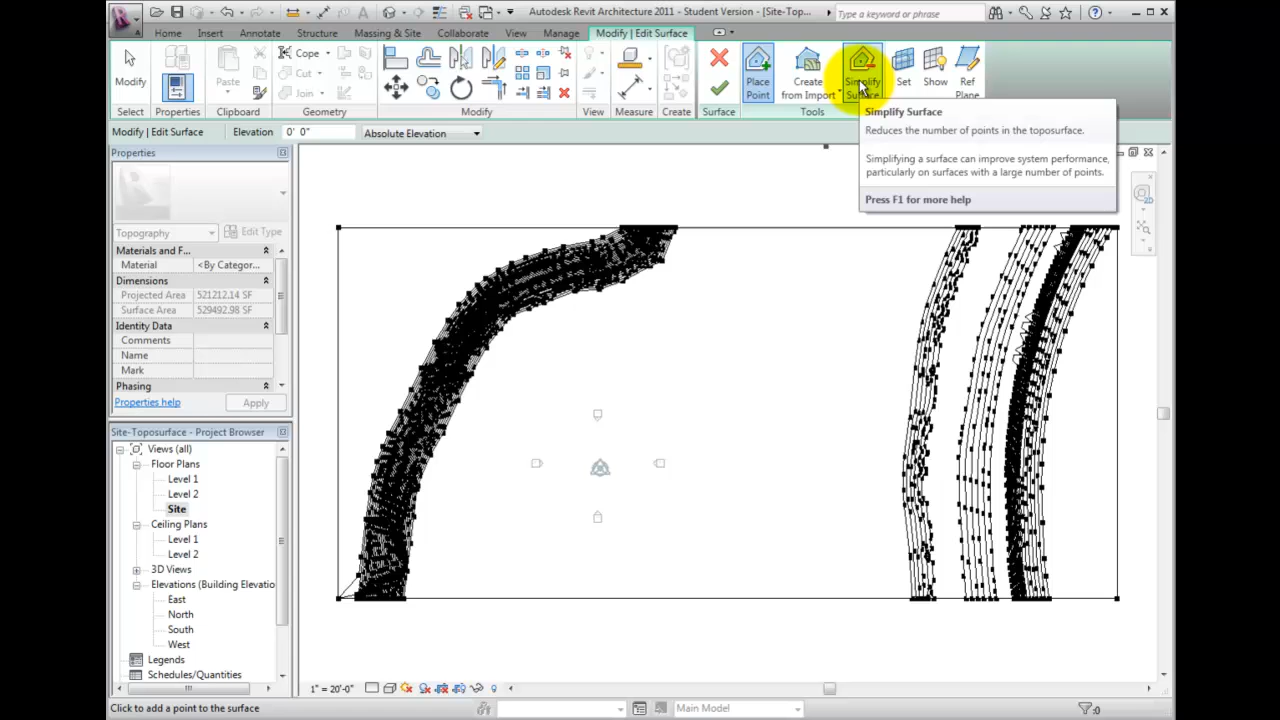 Autodesk Revit Architecture 2011 - Student Version - [Site-Top...
Type a keyword or phrase
Home
Insert
Annotate
Structure
Massing & Site
Collaborate
View
Manage
Modify | Edit Surface
Modify
Paste
Cope
Cut
Join
Place
Point
Create
from Import
Simplify
Surface
Set
Show
Ref
Plane
Select
Properties
Clipboard
Geometry
Modify
View
Measure
Create
Surface
Tools
Modify | Edit Surface
Elevation
0' 0"
Absolute Elevation
Simplify Surface
Reduces the number of points in the toposurface.
Simplifying a surface can improve system performance,
particularly on surfaces with a large number of points.
Press F1 for more help
Properties
Topography
Edit Type
Materials and F...
Material
<By Categor...
Dimensions
Projected Area
521212.14 SF
Surface Area
529492.98 SF
Identity Data
Comments
Name
Mark
Phasing
Properties help
Apply
Site-Toposurface - Project Browser
Views (all)
Floor Plans
Level 1
Level 2
Site
Ceiling Plans
Level 1
Level 2
3D Views
Elevations (Building Elevatio
East
North
South
West
Legends
Schedules/Quantities
1" = 20'-0"
Click to add a point to the surface
Main Model
:0
2D